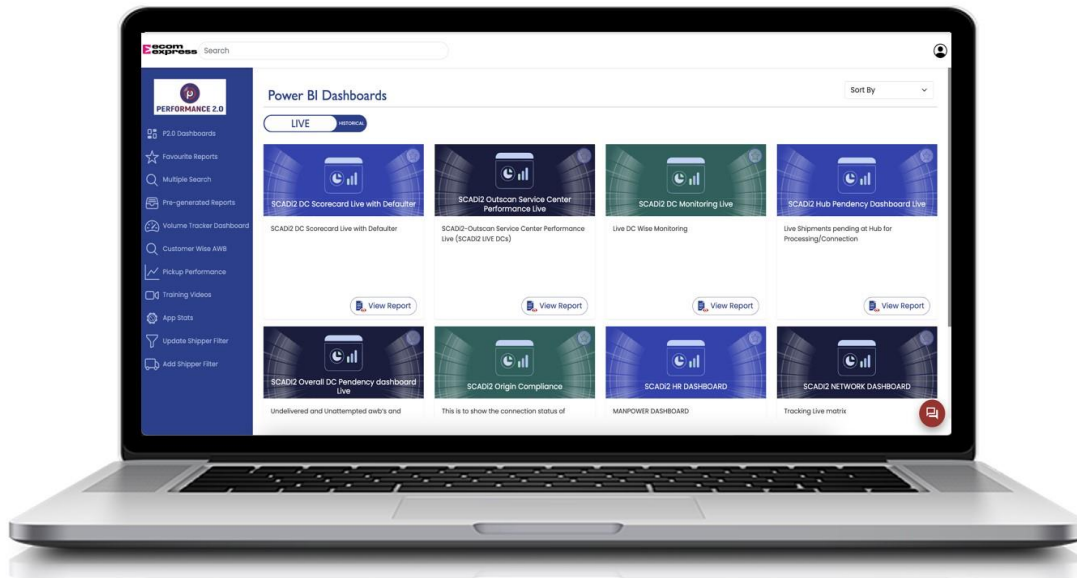 ecom
express
Search
PERFORMANCE 2.0
Power BI Dashboards
Sort By
LIVE
HISTORICAL
P2.0 Dashboards
Favourite Reports
Multiple Search
Pre-generated Reports
Volume Tracker Dashboard
Customer Wise AWB
Pickup Performance
Training Videos
App Stats
Update Shipper Filter
Add Shipper Filter
SCADI2 DC Scorecard Live with Defaulter
SCADI2 DC Scorecard Live with Defaulter
View Report
SCADI2 Outscan Service Center
Performance Live
SCADI2-Outscan Service Center Performance
Live (SCADI2 LIVE DCs)
View Report
SCADI2 DC Monitoring Live
Live DC Wise Monitoring
View Report
SCADI2 Hub Pendency Dashboard Live
Live Shipments pending at Hub for
Processing/Connection
View Report
SCADI2 Overall DC Pendency dashboard
Live
Undelivered and Unattempted awb's and
SCADI2 Origin Compliance
This is to show the connection status of
SCADI2 HR DASHBOARD
MANPOWER DASHBOARD
SCADI2 NETWORK DASHBOARD
Tracking Live matrix